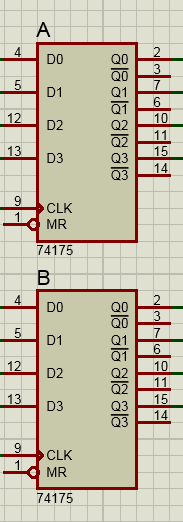 A
4 D0 Q0 2
Q0 3
5 D1 Q1 7
Q1 6
12 D2 Q2 10
Q2 11
13 D3 Q3 15
Q3 14
9 CLK
1 MR
74175
B
4 D0 Q0 2
Q0 3
5 D1 Q1 7
Q1 6
12 D2 Q2 10
Q2 11
13 D3 Q3 15
Q3 14
9 CLK
1 MR
74175